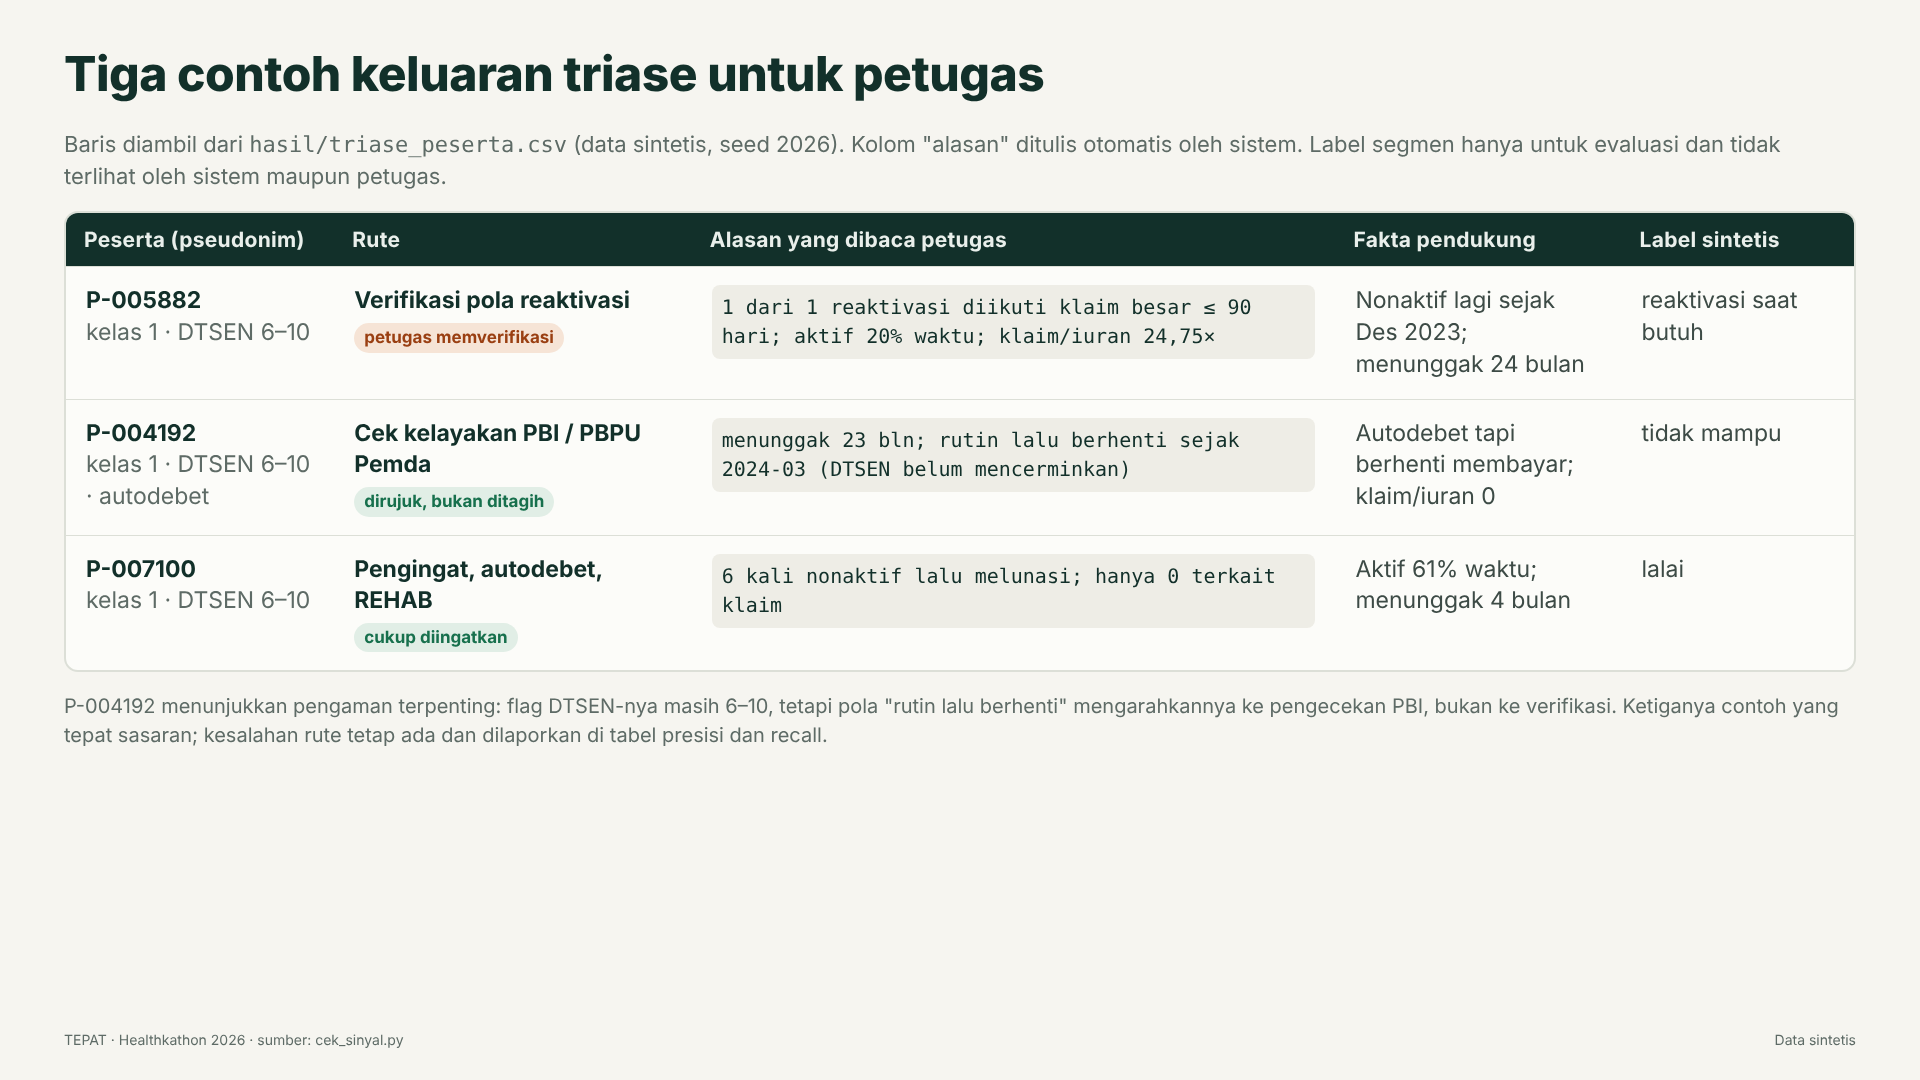 Tiga contoh keluaran triase untuk petugas
Baris diambil dari hasil/triase_peserta.csv (data sintetis, seed 2026). Kolom "alasan" ditulis otomatis oleh sistem. Label segmen hanya untuk evaluasi dan tidak
terlihat oleh sistem maupun petugas.
Peserta (pseudonim) Rute Alasan yang dibaca petugas Fakta pendukung Label sintetis
P-005882
kelas 1 · DTSEN 6–10
Verifikasi pola reaktivasi
petugas memverifikasi
1 dari 1 reaktivasi diikuti klaim besar ≤ 90
hari; aktif 20% waktu; klaim/iuran 24,75×
Nonaktif lagi sejak
Des 2023;
menunggak 24 bulan
reaktivasi saat
butuh
P-004192
kelas 1 · DTSEN 6–10
· autodebet
Cek kelayakan PBI / PBPU
Pemda
dirujuk, bukan ditagih
menunggak 23 bln; rutin lalu berhenti sejak
2024-03 (DTSEN belum mencerminkan)
Autodebet tapi
berhenti membayar;
klaim/iuran 0
tidak mampu
P-007100
kelas 1 · DTSEN 6–10
Pengingat, autodebet,
REHAB
cukup diingatkan
6 kali nonaktif lalu melunasi; hanya 0 terkait
klaim
Aktif 61% waktu;
menunggak 4 bulan
lalai
P-004192 menunjukkan pengaman terpenting: flag DTSEN-nya masih 6–10, tetapi pola "rutin lalu berhenti" mengarahkannya ke pengecekan PBI, bukan ke verifikasi. Ketiganya contoh yang
tepat sasaran; kesalahan rute tetap ada dan dilaporkan di tabel presisi dan recall.
TEPAT · Healthkathon 2026 · sumber: cek_sinyal.py
Data sintetis